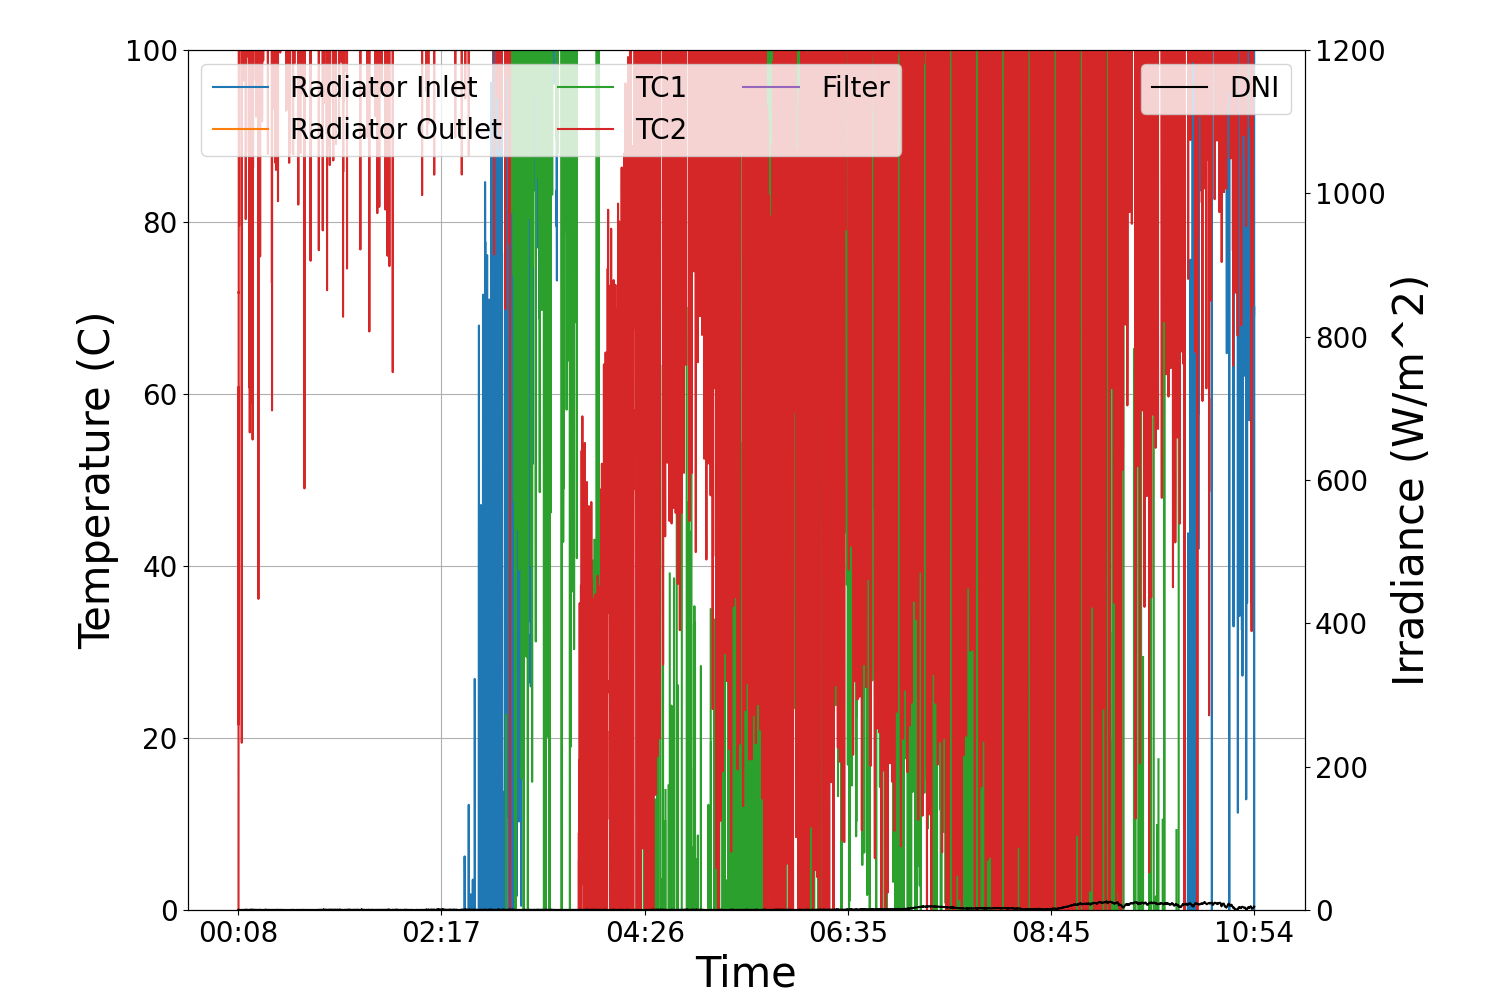 100
80
60
40
20
0
Temperature (C)
Radiator Inlet
Radiator Outlet
TC1
TC2
Filter
DNI
1200
1000
800
600
400
200
0
Irradiance (W/m^2)
00:08 02:17 04:26 06:35 08:45 10:54
Time